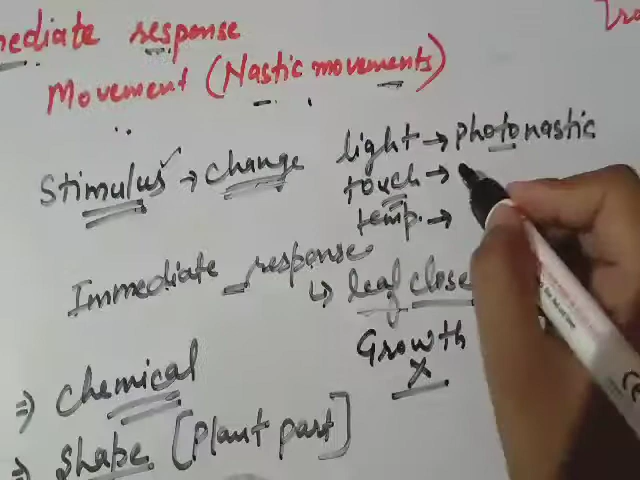 mediate response
Movement (Nastic movements)
light → photonastic
Stimulus → change
touch →
temp. →
Immediate response
↳ leaf close
Growth
x
⇒ chemical
⇒ shape [plant part]